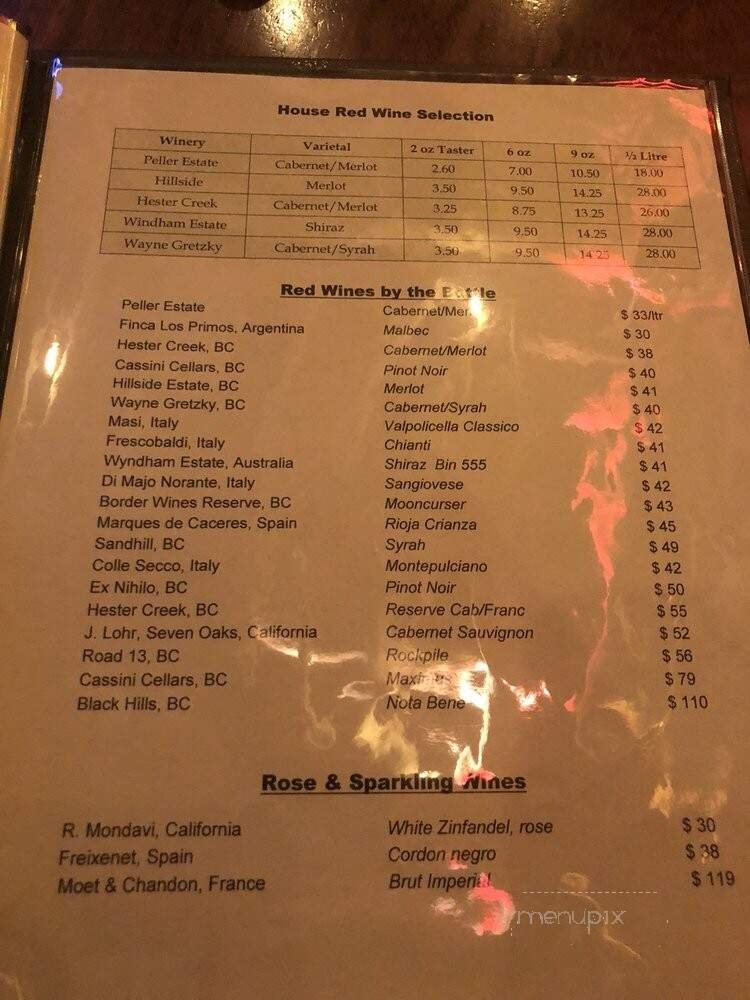 House Red Wine Selection
Winery Varietal 2 oz Taster 6 oz 9 oz ½ Litre
Peller Estate Cabernet/Merlot 2.60 7.00 10.50 18.00
Hillside Merlot 3.50 9.50 14.25 28.00
Hester Creek Cabernet/Merlot 3.25 8.75 13 25 26.00
Windham Estate Shiraz 3.50 9.50 14.25 28.00
Wayne Gretzky Cabernet/Syrah 3.50 9.50 14 25 28.00
Red Wines by the
Peller Estate $ 33/ltr
Finca Los Primos, Argentina Malbec $ 30
Hester Creek, BC Cabernet/Merlot $ 38
Cassini Cellars, BC Pinot Noir $ 40
Hillside Estate, BC Merlot $ 41
Wayne Gretzky, BC Cabernet/Syrah $ 40
Masi, Italy Valpolicella Classico $ 42
Frescobaldi, Italy Chianti $ 41
Wyndham Estate, Australia Shiraz Bin 555 $ 41
Di Majo Norante, Italy Sangiovese $ 42
Border Wines Reserve, BC Mooncurser $ 43
Marques de Caceres, Spain Rioja Crianza $ 45
Sandhill, BC Syrah $ 49
Colle Secco, Italy Montepulciano $ 42
Ex Nihilo, BC Pinot Noir $ 50
Hester Creek, BC Reserve Cab/Franc $ 55
J. Lohr, Seven Oaks, California Cabernet Sauvignon $ 52
Road 13, BC Rockpile $ 56
Cassini Cellars, BC $ 79
Black Hills, BC Nota Bene $ 110
Rose & Sparkling Wines
R. Mondavi, California White Zinfandel, rose $ 30
Freixenet, Spain Cordon negro $ 38
Moet & Chandon, France Brut Imperial $ 119
menupix